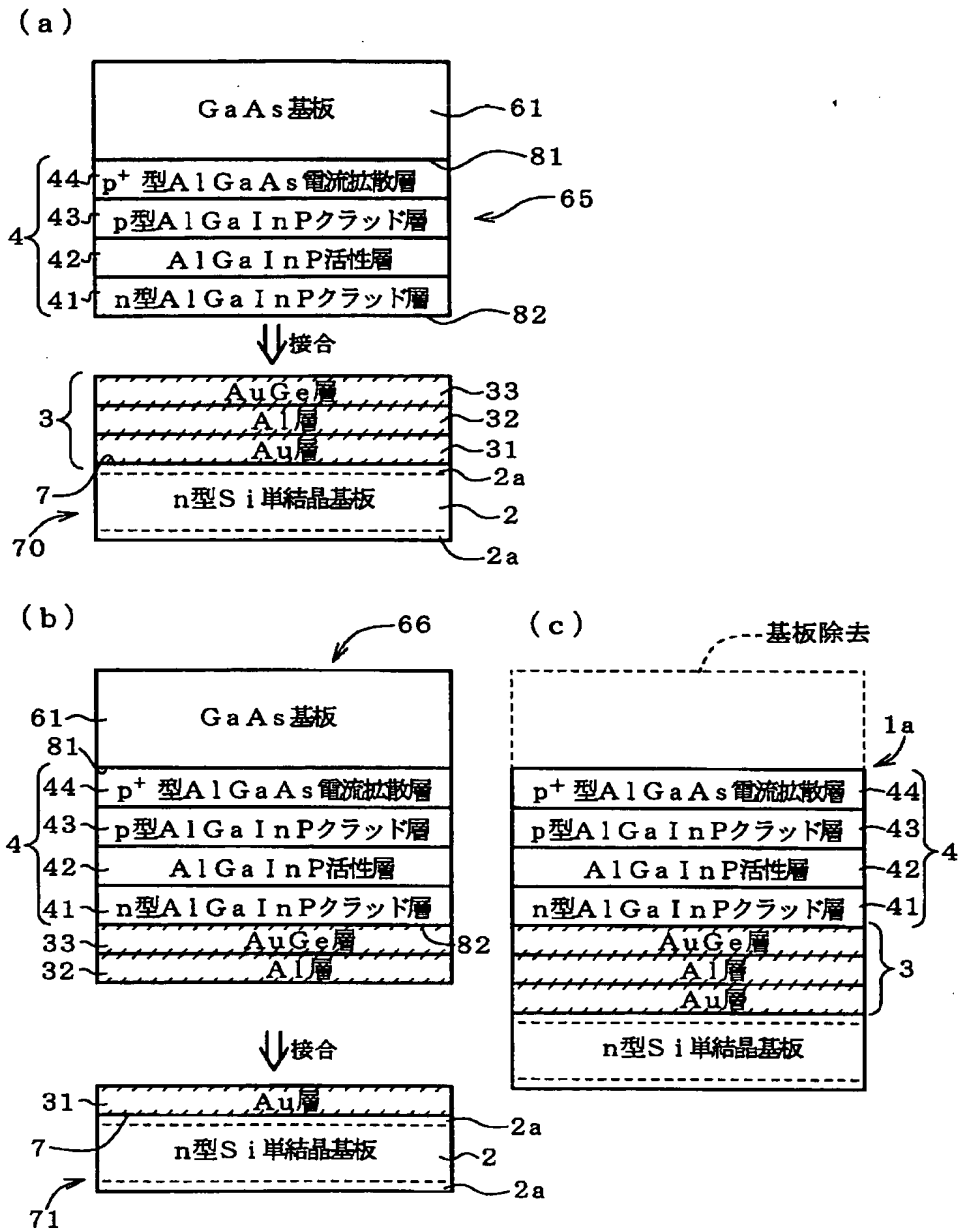 (a)
GaAs基板 61
81
44 p⁺型AlGaAs電流拡散層
43 p型AlGaInPクラッド層 65
4
42 AlGaInP活性層
41 n型AlGaInPクラッド層
82
接合
AuGe層 33
3 Al層 32
Au層 31
7 2a
n型Si単結晶基板 2
70 2a
(b)
66
61 GaAs基板
81
44 p⁺型AlGaAs電流拡散層
43 p型AlGaInPクラッド層
4
42 AlGaInP活性層
41 n型AlGaInPクラッド層
33 AuGe層 82
32 Al層
接合
31 Au層
7 2a
n型Si単結晶基板 2
71 2a
(c)
基板除去
1a
p⁺型AlGaAs電流拡散層 44
p型AlGaInPクラッド層 43
4
AlGaInP活性層 42
n型AlGaInPクラッド層 41
AuGe層
Al層 3
Au層
n型Si単結晶基板